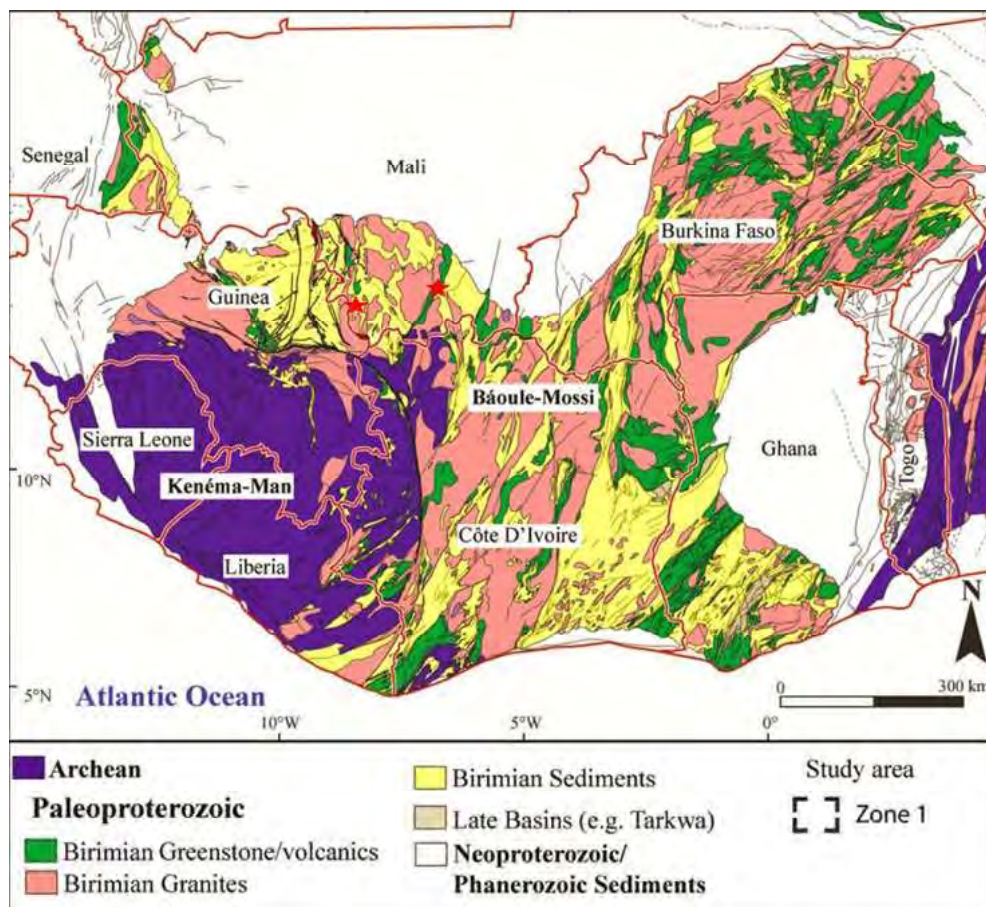 Senegal
Mali
Burkina Faso
Guinea
Báoule-Mossi
Ghana
Sierra Leone
Togo
10°N
Kenéma-Man
Côte D'Ivoire
Liberia
N
5°N
Atlantic Ocean
0 300 km
10°W 5°W 0°
Archean
Paleoproterozoic
Birimian Greenstone/volcanics
Birimian Granites
Birimian Sediments
Late Basins (e.g. Tarkwa)
Neoproterozoic/
Phanerozoic Sediments
Study area
Zone 1